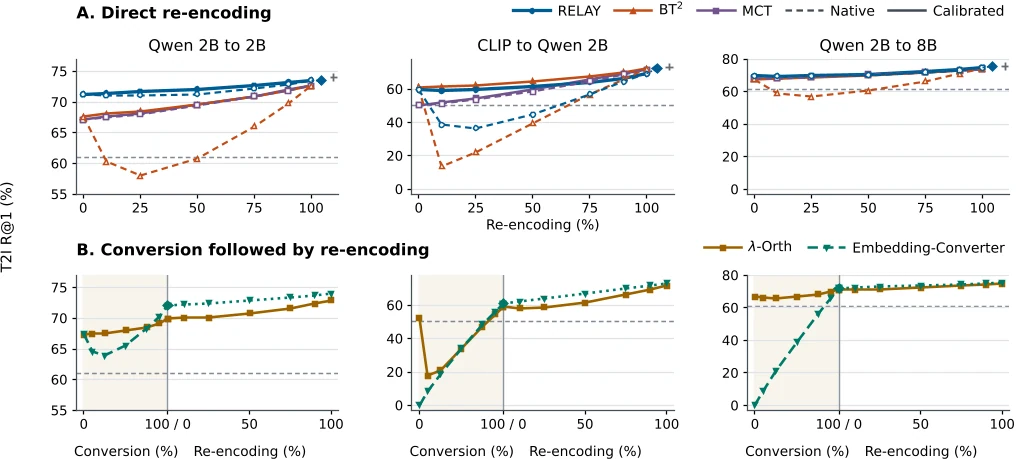 A. Direct re-encoding
RELAY BT² MCT Native Calibrated
Qwen 2B to 2B
CLIP to Qwen 2B
Qwen 2B to 8B
75
70
65
60
55
0 25 50 75 100
60
40
20
0
0 25 50 75 100
80
60
40
20
0
0 25 50 75 100
Re-encoding (%)
T2I R@1 (%)
B. Conversion followed by re-encoding
λ-Orth Embedding-Converter
75
70
65
60
55
0 100 / 0 50 100
60
40
20
0
0 100 / 0 50 100
80
60
40
20
0
0 100 / 0 50 100
Conversion (%) Re-encoding (%)
Conversion (%) Re-encoding (%)
Conversion (%) Re-encoding (%)